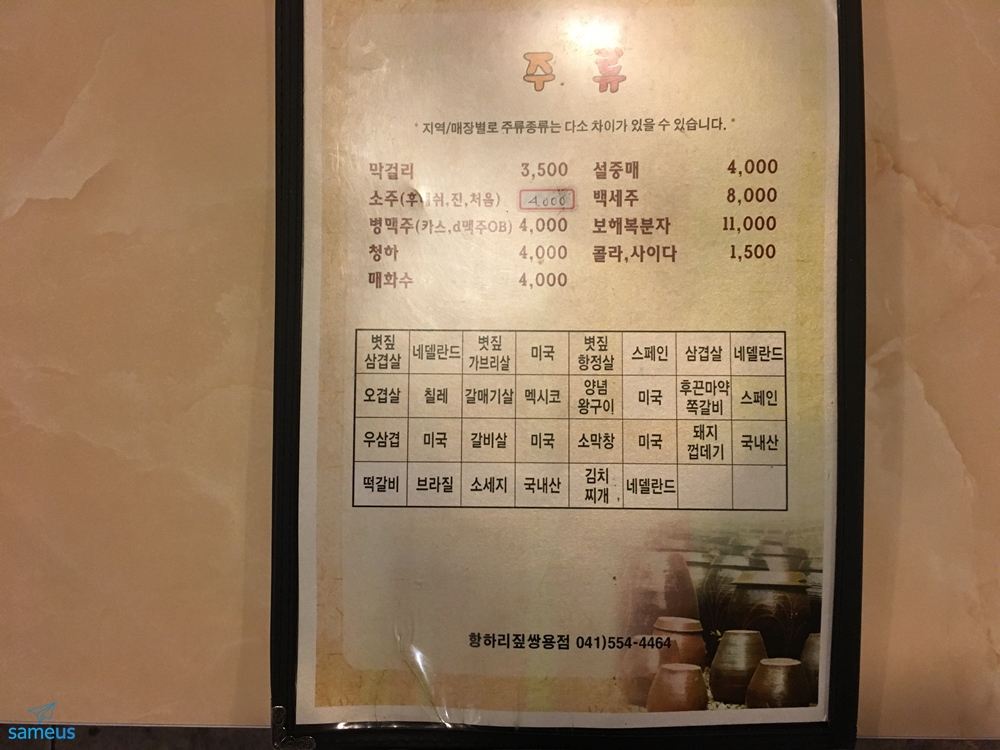 주 류
* 지역/매장별로 주류종류는 다소 차이가 있을 수 있습니다. *
막걸리 3,500 설중매 4,000
소주(후레쉬,진,처음) 4,000 백세주 8,000
병맥주(카스,d맥주OB) 4,000 보해복분자 11,000
청하 4,000 콜라,사이다 1,500
매화수 4,000
볏짚 삼겹살 네델란드 볏짚 가브리살 미국 볏짚 항정살 스페인 삼겹살 네델란드
오겹살 칠레 갈매기살 멕시코 양념 왕구이 미국 후끈마약 쪽갈비 스페인
우삼겹 미국 갈비살 미국 소막창 미국 돼지 껍데기 국내산
떡갈비 브라질 소세지 국내산 김치 찌개 네델란드
항하리짚쌍용점 041)554-4464
sameus